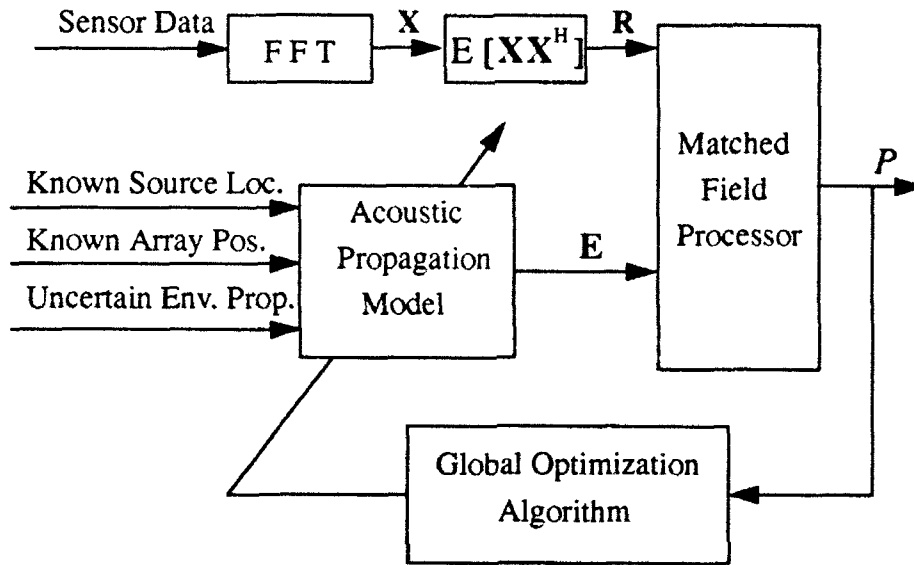 Sensor Data
F F T
X
E [XX^H]
R
Matched
Field
Processor
P
Known Source Loc.
Known Array Pos.
Uncertain Env. Prop.
Acoustic
Propagation
Model
E
Global Optimization
Algorithm